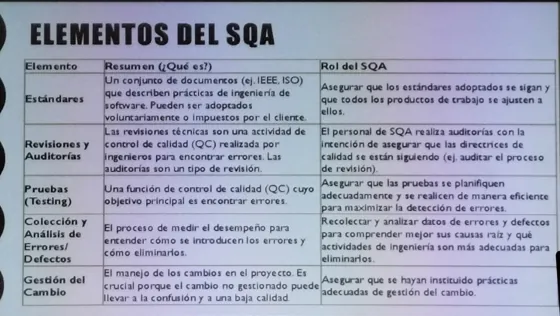 ELEMENTOS DEL SQA
Elemento
Resumen (¿Qué es?)
Rol del SQA
Estándares
Un conjunto de documentos (ej. IEEE, ISO)
que describen prácticas de ingeniería de
software. Pueden ser adoptados
voluntariamente o impuestos por el cliente.
Asegurar que los estándares adoptados se sigan y
que todos los productos de trabajo se ajusten a
ellos.
Revisiones y
Auditorías
Las revisiones técnicas son una actividad de
control de calidad (QC) realizada por
ingenieros para encontrar errores. Las
auditorías son un tipo de revisión.
El personal de SQA realiza auditorías con la
intención de asegurar que las directrices de
calidad se están siguiendo (ej. auditar el proceso
de revisión).
Pruebas
(Testing)
Una función de control de calidad (QC) cuyo
objetivo principal es encontrar errores.
Asegurar que las pruebas se planifiquen
adecuadamente y se realicen de manera eficiente
para maximizar la detección de errores.
Colección y
Análisis de
Errores/
Defectos
El proceso de medir el desempeño para
entender cómo se introducen los errores y
cómo eliminarlos.
Recolectar y analizar datos de errores y defectos
para comprender mejor sus causas raíz y qué
actividades de ingeniería son más adecuadas para
eliminarlos.
Gestión del
Cambio
El manejo de los cambios en el proyecto. Es
crucial porque el cambio no gestionado puede
llevar a la confusión y a una baja calidad.
Asegurar que se hayan instituido prácticas
adecuadas de gestión del cambio.